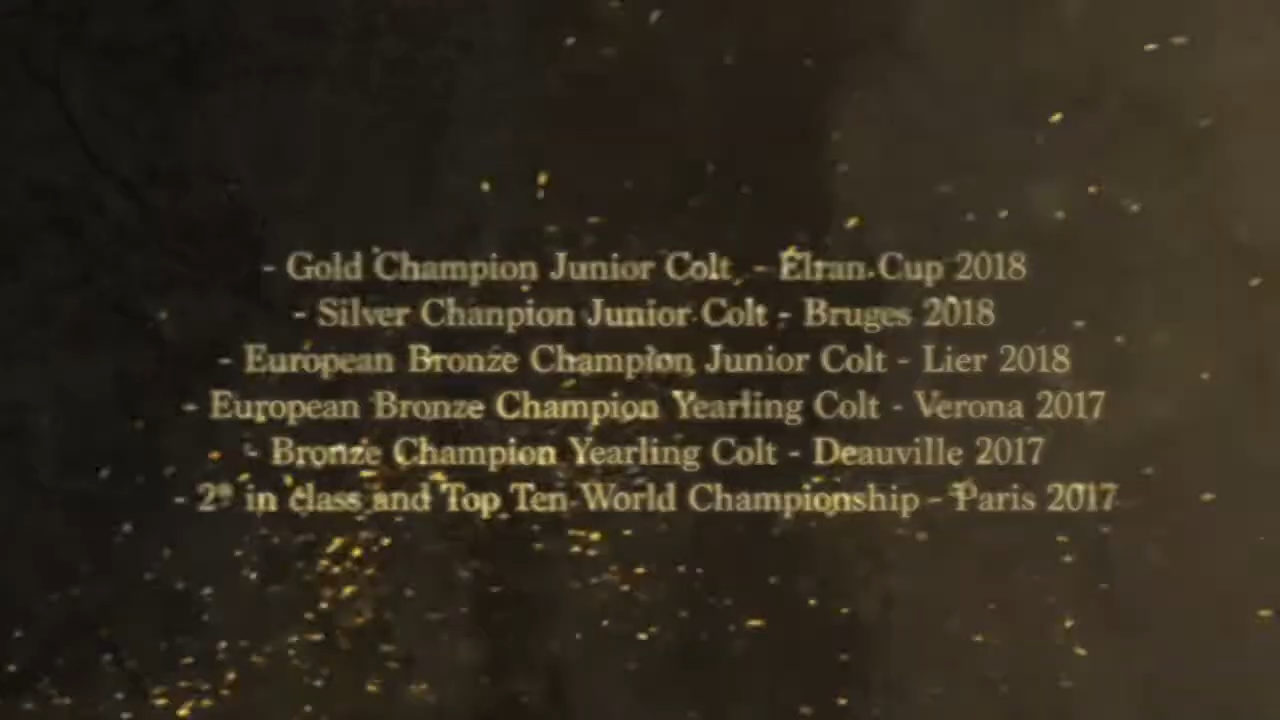 - Gold Champion Junior Colt - Elran Cup 2018
- Silver Chanpion Junior Colt - Bruges 2018
- European Bronze Champion Junior Colt - Lier 2018
- European Bronze Champion Yearling Colt - Verona 2017
- Bronze Champion Yearling Colt - Deauville 2017
- 2° in class and Top Ten World Championship - Paris 2017